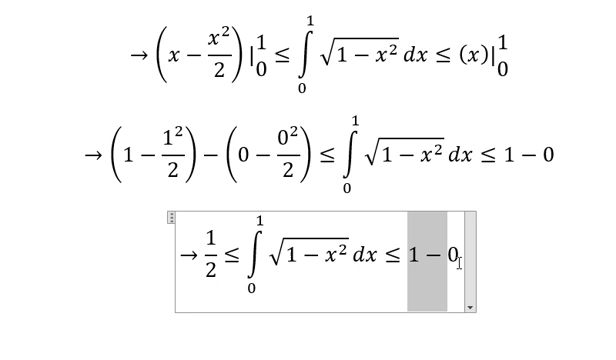 → (x − x²/2)|₀¹ ≤ ∫₀¹ √(1 − x²) dx ≤ (x)|₀¹
→ (1 − 1²/2) − (0 − 0²/2) ≤ ∫₀¹ √(1 − x²) dx ≤ 1 − 0
→ 1/2 ≤ ∫₀¹ √(1 − x²) dx ≤ 1 − 0